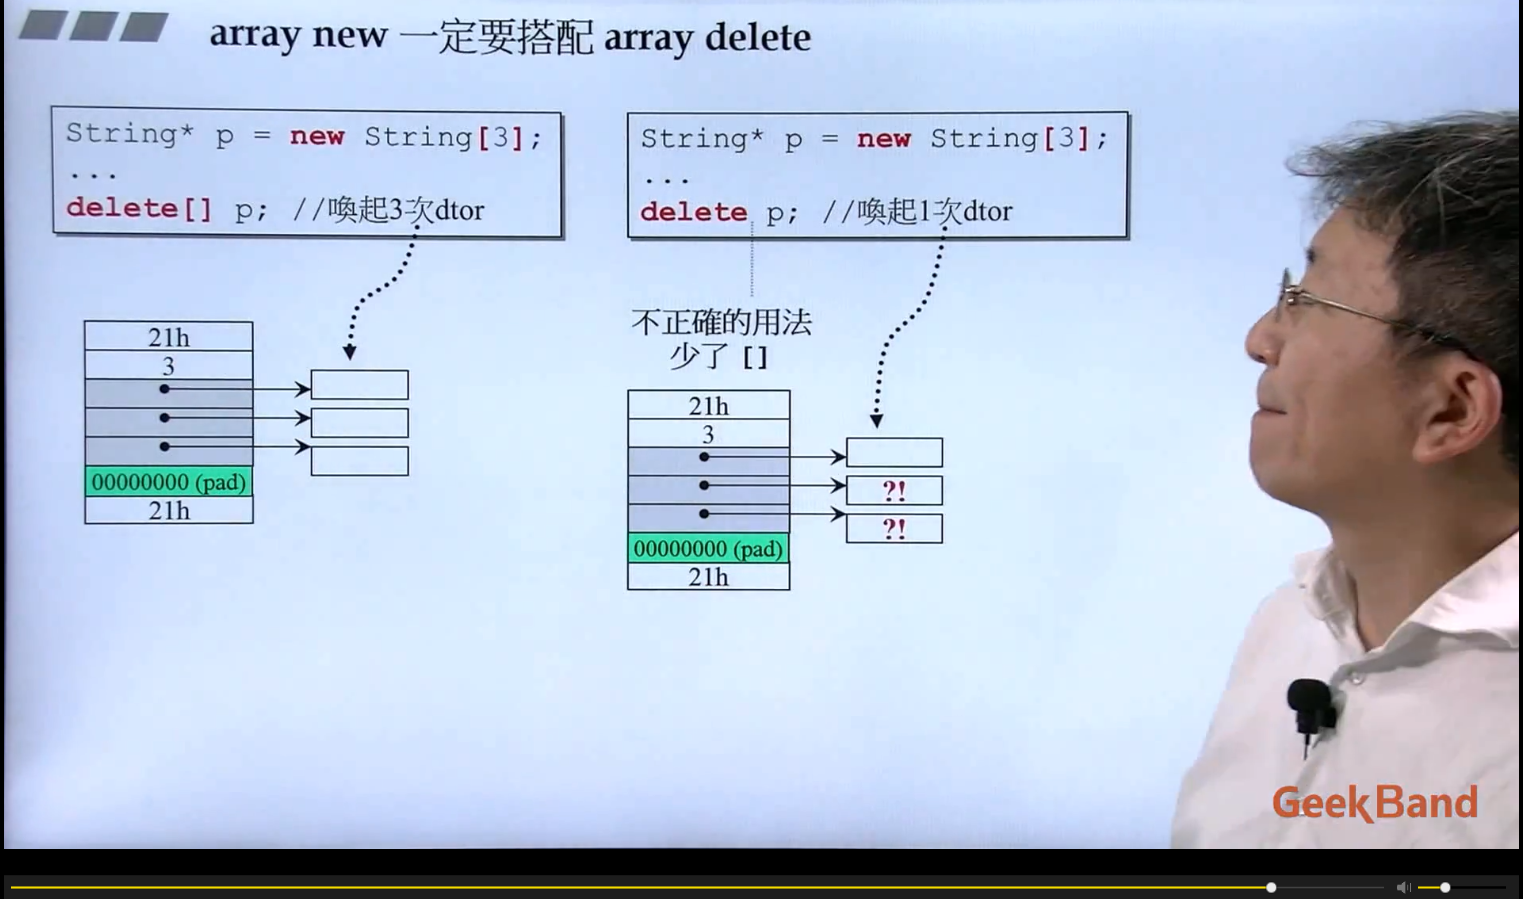 array new 一定要搭配 array delete
String* p = new String[3];
...
delete[] p; //喚起3次dtor
String* p = new String[3];
...
delete p; //喚起1次dtor
21h
3
00000000 (pad)
21h
不正確的用法
少了 []
21h
3
?!
?!
00000000 (pad)
21h
GeekBand